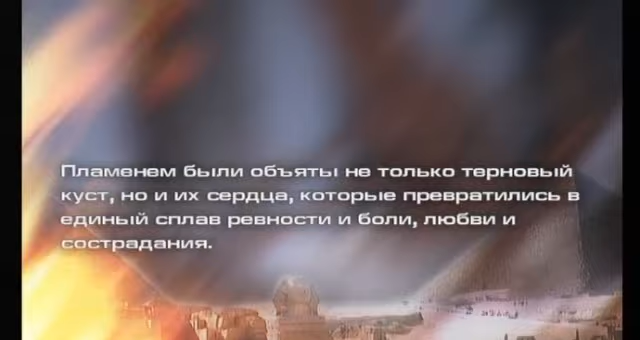 Пламенем были объяты не только терновый
куст, но и их сердца, которые превратились в
единый сплав ревности и боли, любви и
сострадания.